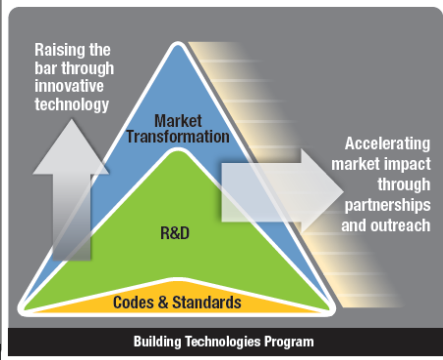 Raising the
bar through
innovative
technology
Market
Transformation
Accelerating
market impact
through
partnerships
and outreach
R&D
Codes & Standards
Building Technologies Program